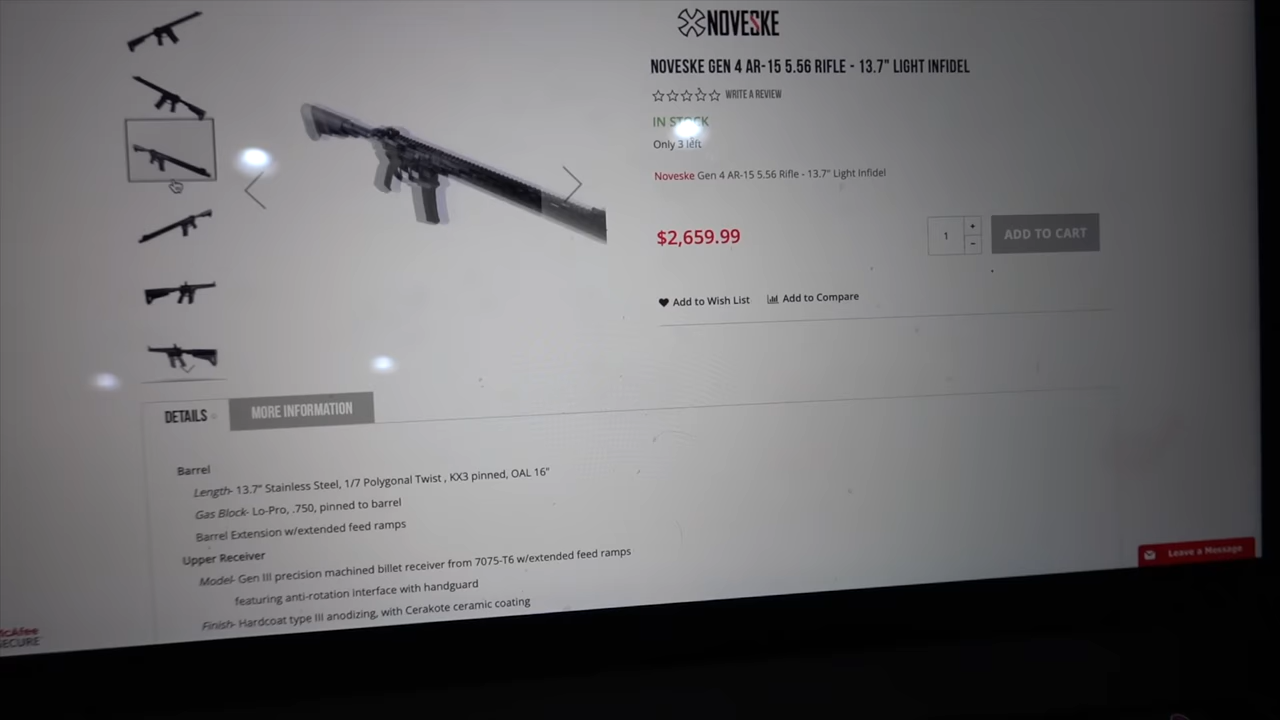 NOVESKE
NOVESKE GEN 4 AR-15 5.56 RIFLE - 13.7" LIGHT INFIDEL
WRITE A REVIEW
IN STOCK
Only 3 left
Noveske Gen 4 AR-15 5.56 Rifle - 13.7" Light Infidel
$2,659.99
1
+
-
ADD TO CART
Add to Wish List
Add to Compare
DETAILS
MORE INFORMATION
Barrel
Length- 13.7" Stainless Steel, 1/7 Polygonal Twist , KX3 pinned, OAL 16"
Gas Block- Lo-Pro, .750, pinned to barrel
Barrel Extension w/extended feed ramps
Upper Receiver
Model- Gen III precision machined billet receiver from 7075-T6 w/extended feed ramps
featuring anti-rotation interface with handguard
Finish- Hardcoat type III anodizing, with Cerakote ceramic coating
Leave a Message
cAfee
SECURE